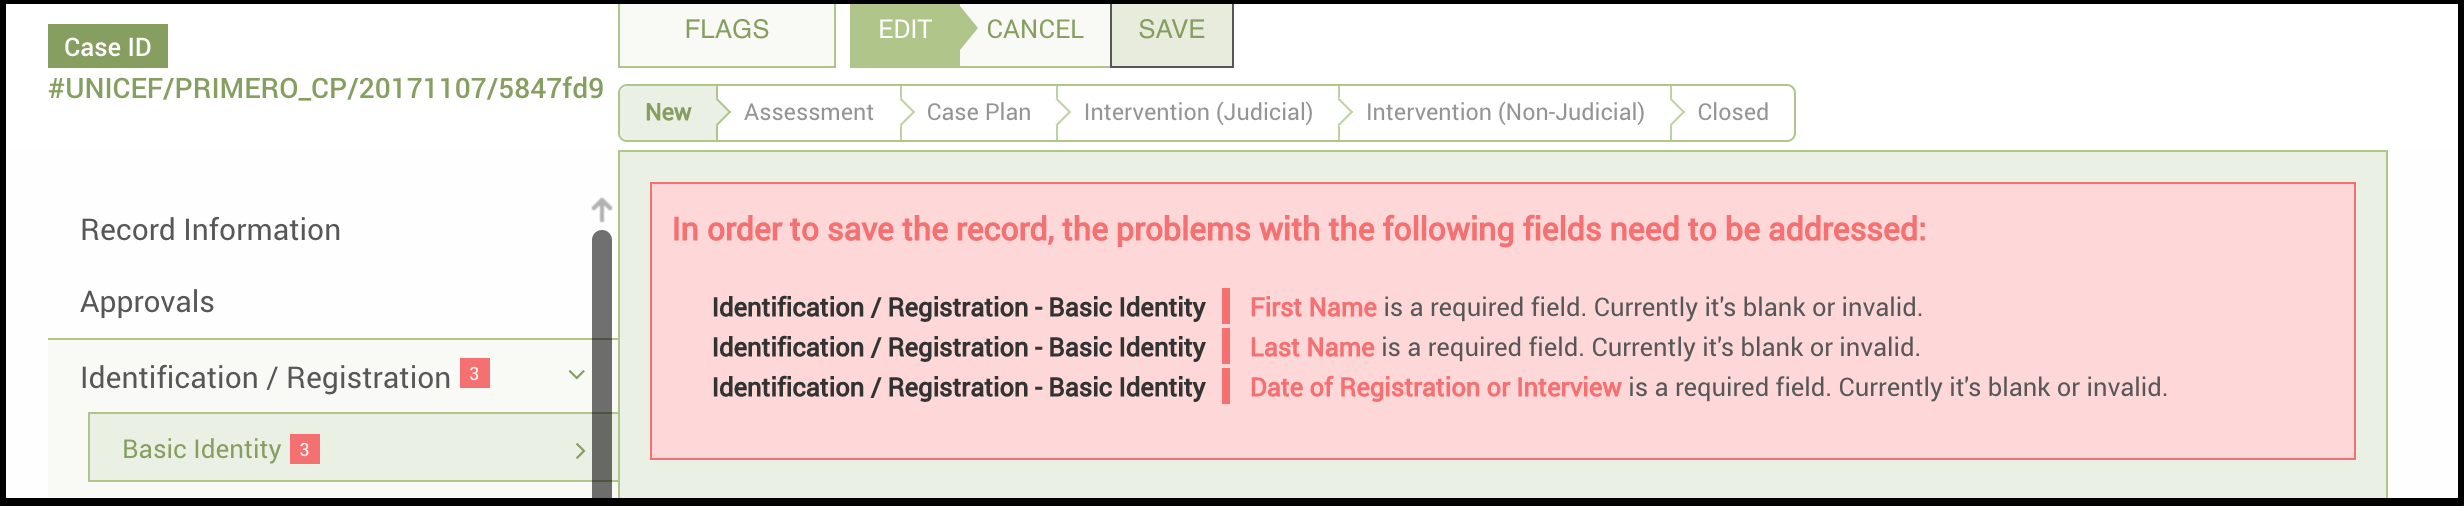 Case ID
#UNICEF/PRIMERO_CP/20171107/5847fd9
FLAGS
EDIT
CANCEL
SAVE
New
Assessment
Case Plan
Intervention (Judicial)
Intervention (Non-Judicial)
Closed
Record Information
Approvals
Identification / Registration 3
Basic Identity 3
In order to save the record, the problems with the following fields need to be addressed:
Identification / Registration - Basic Identity First Name is a required field. Currently it's blank or invalid.
Identification / Registration - Basic Identity Last Name is a required field. Currently it's blank or invalid.
Identification / Registration - Basic Identity Date of Registration or Interview is a required field. Currently it's blank or invalid.